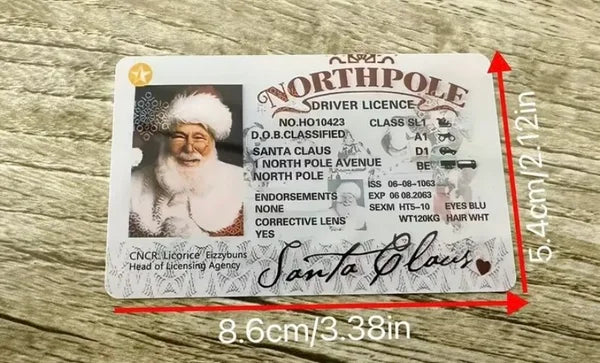 NORTHPOLE
DRIVER LICENCE
NO.HO10423 CLASS SL1
D.O.B.CLASSIFIED A1
SANTA CLAUS D1
1 NORTH POLE AVENUE BE
NORTH POLE
ISS 06-08-1063
ENDORSEMENTS EXP 06 08.2063
NONE SEXM HT5-10 EYES BLU
CORRECTIVE LENS WT120KG HAIR WHT
YES
CNCR. Licorice Eizzybuns
Head of Licensing Agency
Santa Claus
8.6cm/3.38in
5.4cm/2.12in